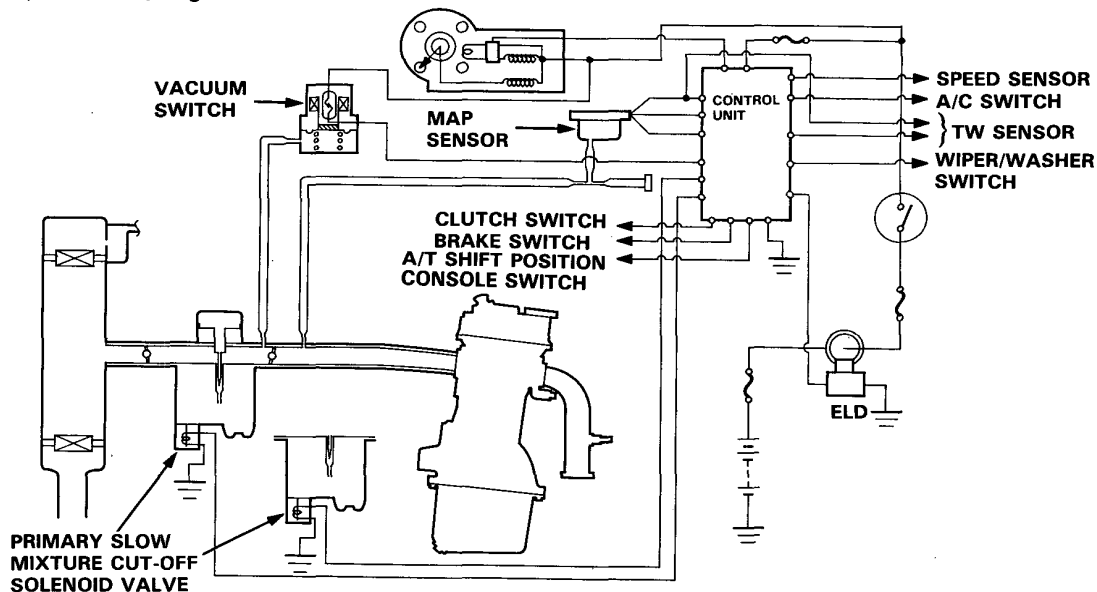 VACUUM
SWITCH
MAP
SENSOR
CONTROL
UNIT
SPEED SENSOR
A/C SWITCH
TW SENSOR
WIPER/WASHER
SWITCH
CLUTCH SWITCH
BRAKE SWITCH
A/T SHIFT POSITION
CONSOLE SWITCH
ELD
PRIMARY SLOW
MIXTURE CUT-OFF
SOLENOID VALVE